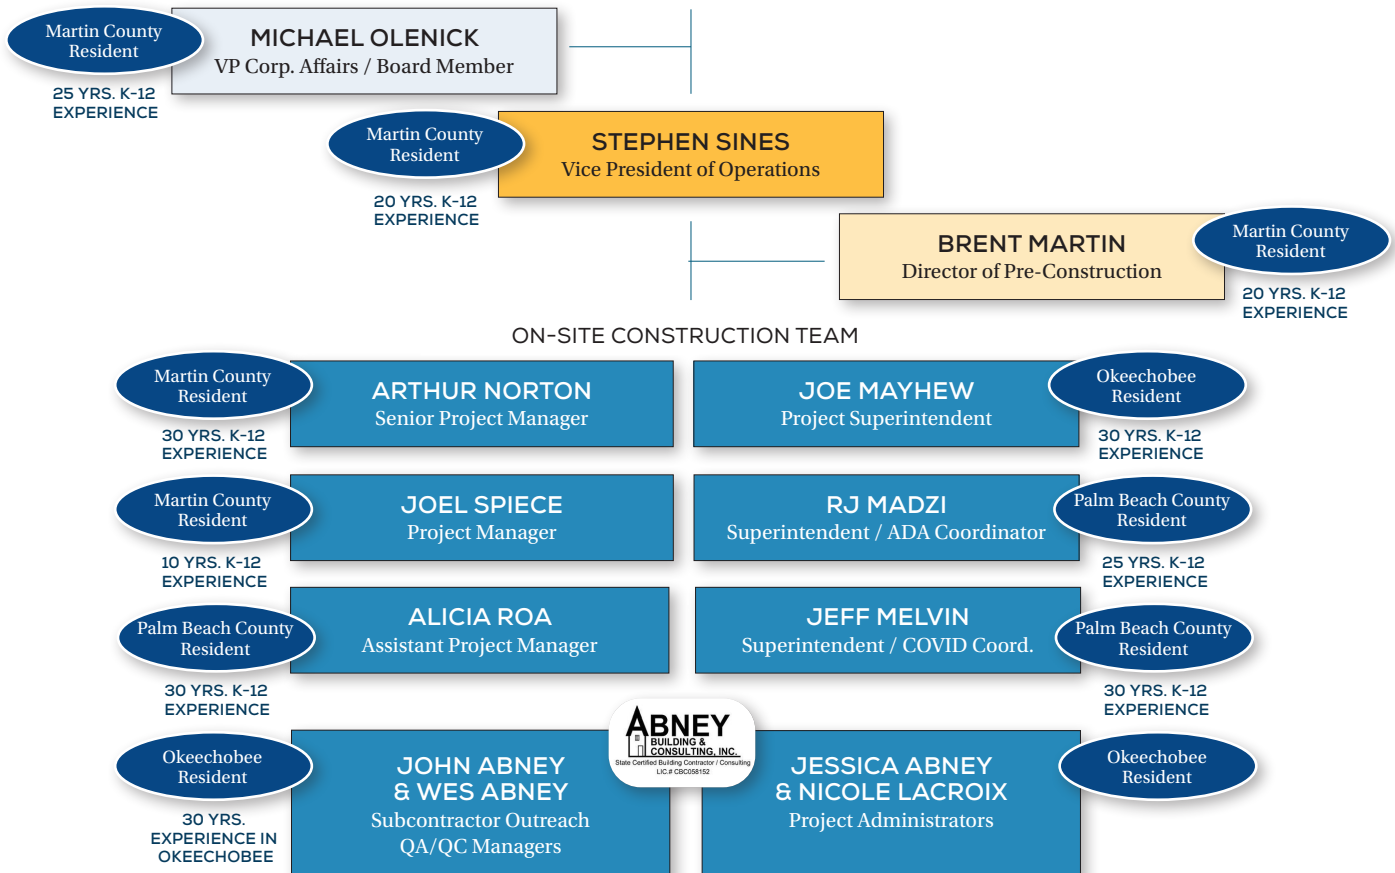 Martin County
Resident
MICHAEL OLENICK
VP Corp. Affairs / Board Member
25 YRS. K-12
EXPERIENCE
Martin County
Resident
STEPHEN SINES
Vice President of Operations
20 YRS. K-12
EXPERIENCE
BRENT MARTIN
Director of Pre-Construction
Martin County
Resident
20 YRS. K-12
EXPERIENCE
ON-SITE CONSTRUCTION TEAM
Martin County
Resident
30 YRS. K-12
EXPERIENCE
ARTHUR NORTON
Senior Project Manager
JOE MAYHEW
Project Superintendent
Okeechobee
Resident
30 YRS. K-12
EXPERIENCE
Martin County
Resident
10 YRS. K-12
EXPERIENCE
JOEL SPIECE
Project Manager
RJ MADZI
Superintendent / ADA Coordinator
Palm Beach County
Resident
25 YRS. K-12
EXPERIENCE
Palm Beach County
Resident
30 YRS. K-12
EXPERIENCE
ALICIA ROA
Assistant Project Manager
JEFF MELVIN
Superintendent / COVID Coord.
Palm Beach County
Resident
30 YRS. K-12
EXPERIENCE
ABNEY
BUILDING &
CONSULTING, INC.
State Certified Building Contractor / Consulting
LIC.# CBC058152
Okeechobee
Resident
30 YRS.
EXPERIENCE IN
OKEECHOBEE
JOHN ABNEY
& WES ABNEY
Subcontractor Outreach
QA/QC Managers
JESSICA ABNEY
& NICOLE LACROIX
Project Administrators
Okeechobee
Resident